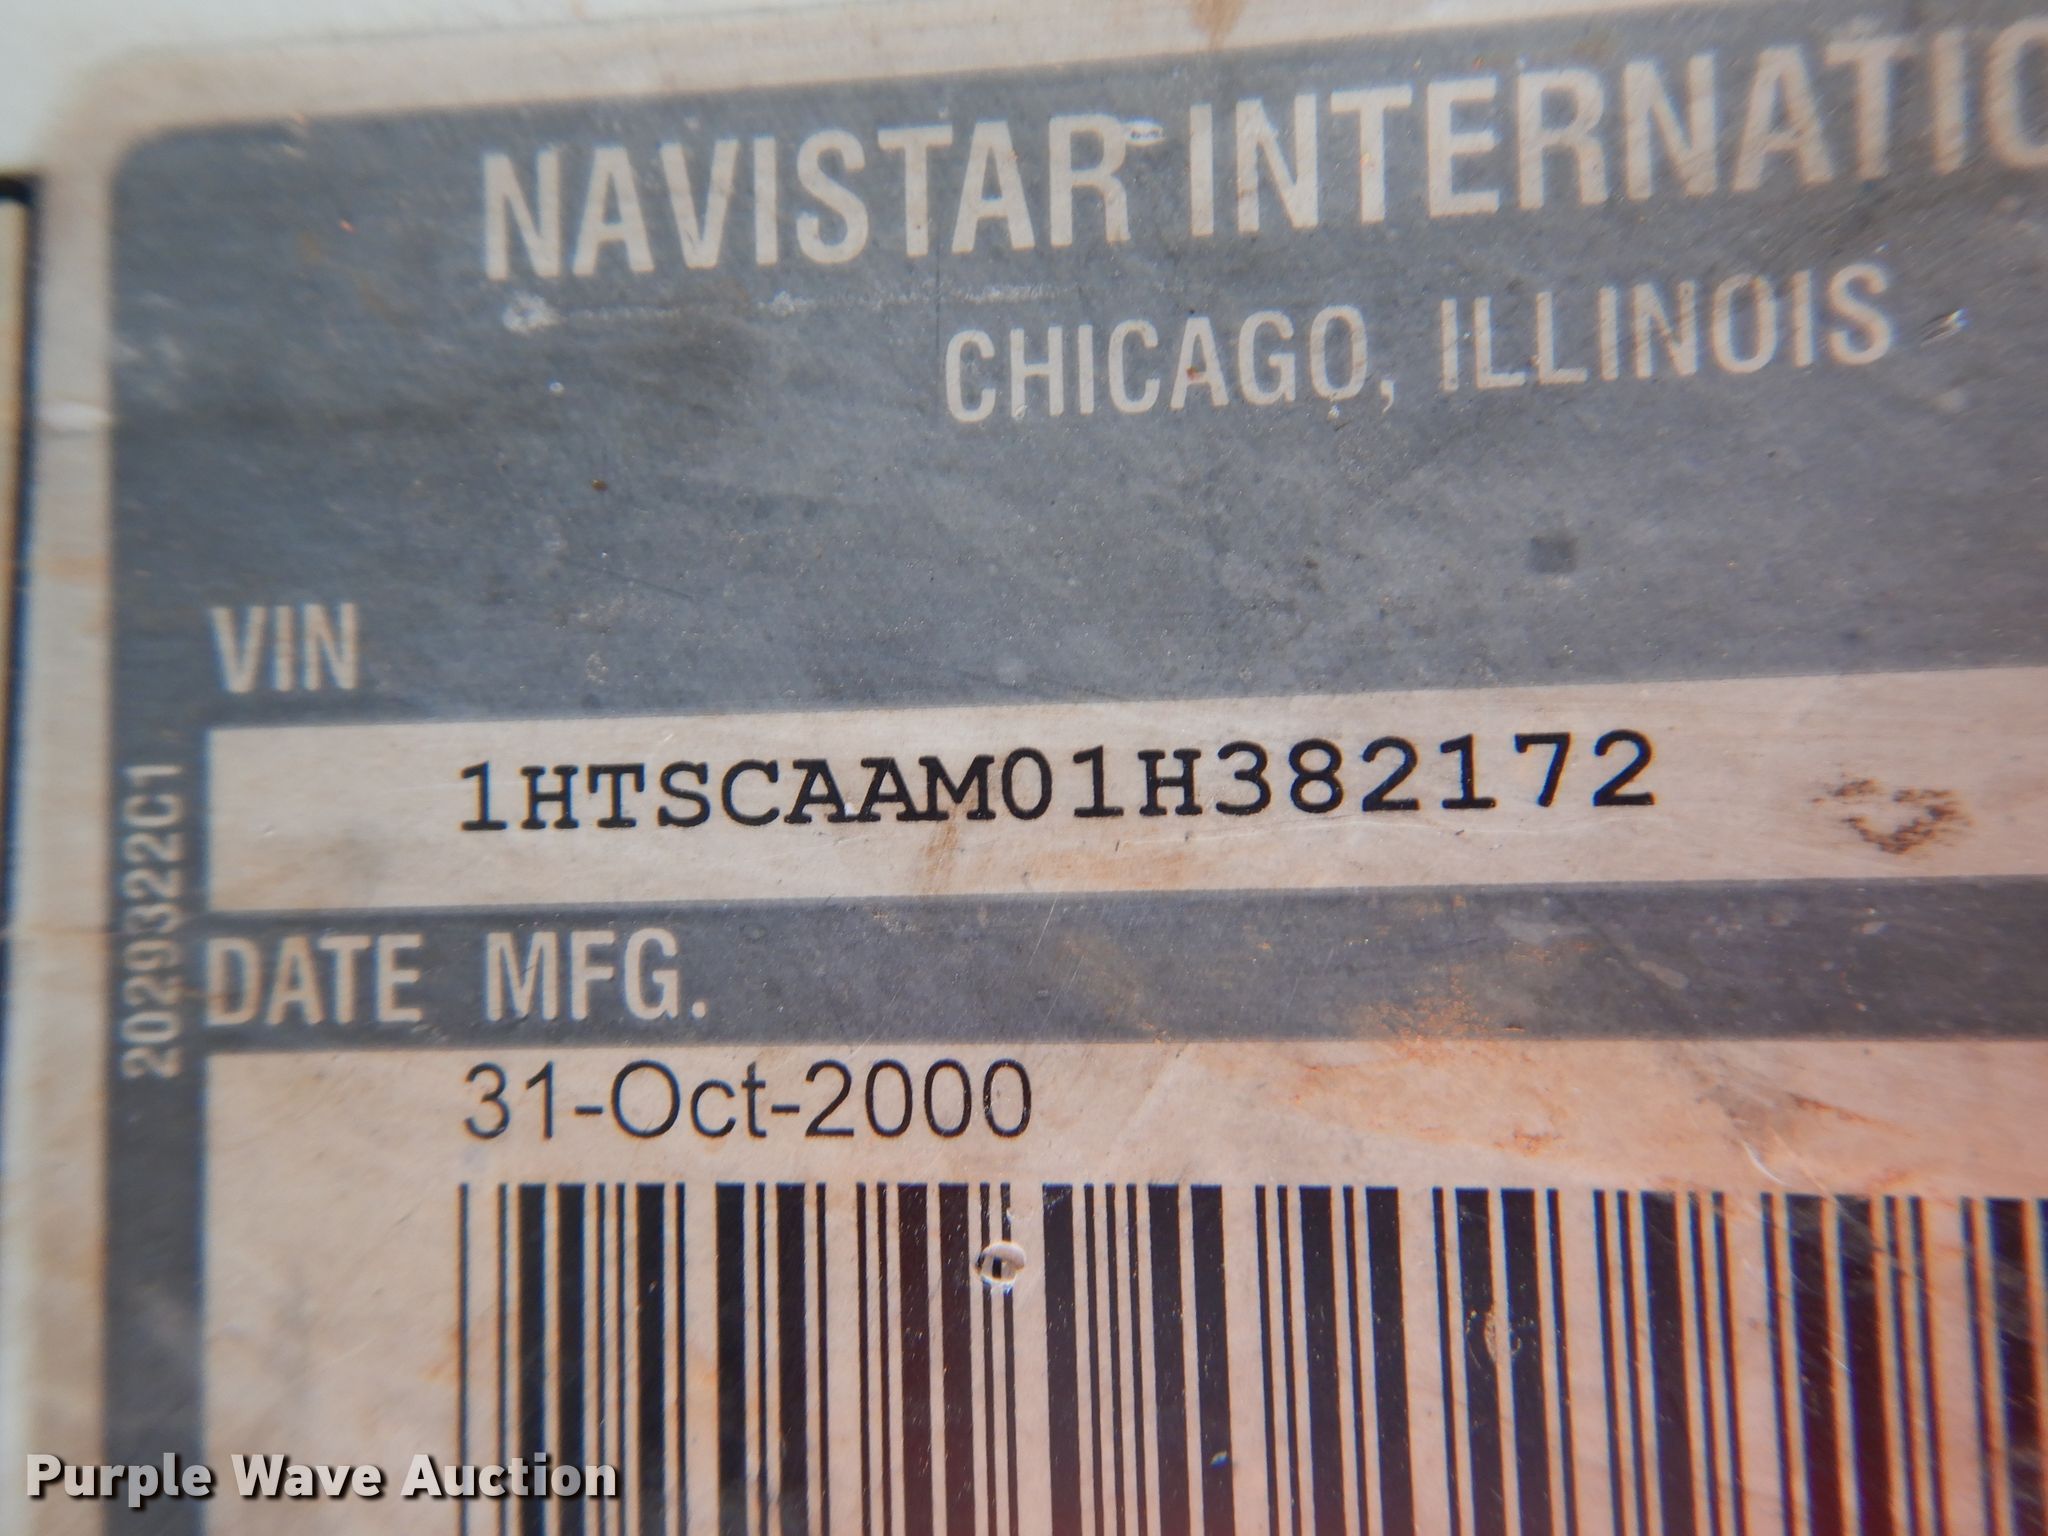 NAVISTAR INTERNATIO
CHICAGO, ILLINOIS
VIN
1HTSCAAM01H382172
DATE MFG.
31-Oct-2000
2029322C1
Purple Wave Auction